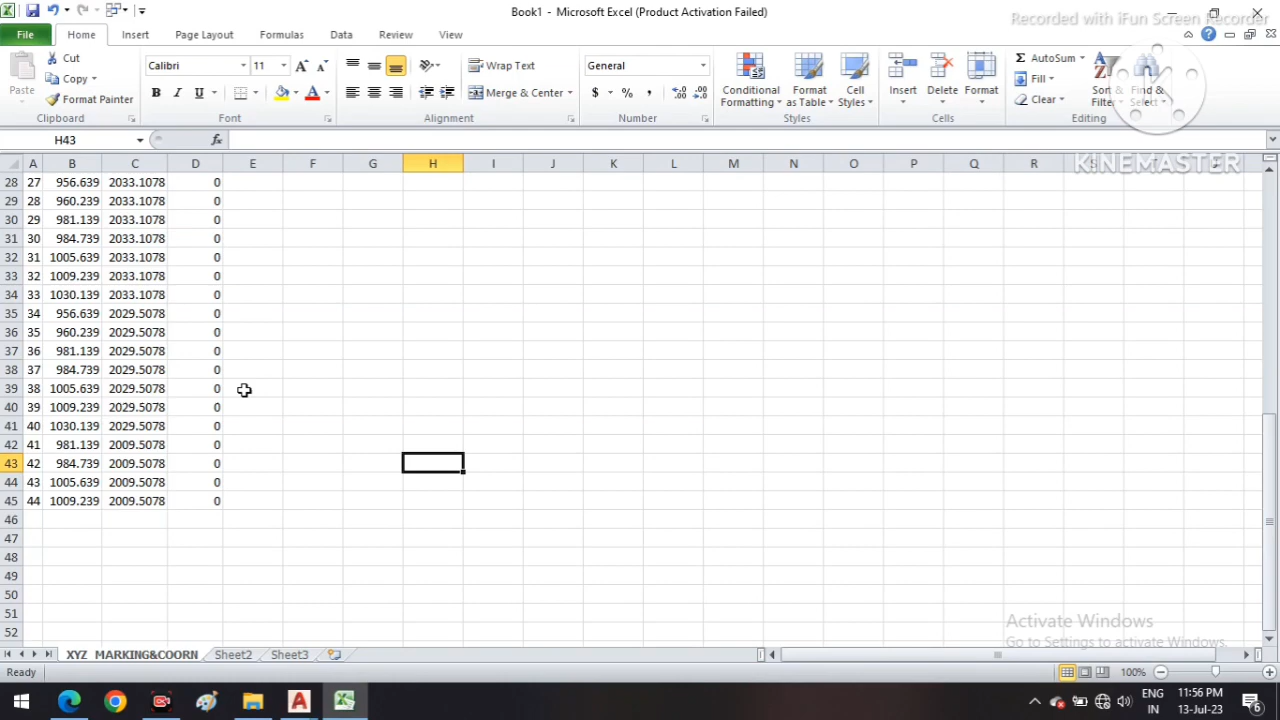 Book1 - Microsoft Excel (Product Activation Failed)
Recorded with iFun Screen Recorder
File Home Insert Page Layout Formulas Data Review View
Paste Cut Copy Format Painter Clipboard
Calibri 11 Font
Wrap Text Merge & Center Alignment
General Number
Conditional Formatting Format as Table Cell Styles Styles
Insert Delete Format Cells
AutoSum Fill Clear Sort & Filter Find & Select Editing
KINEMASTER
H43 fx
A B C D E F G H I J K L M N O P Q R S T
28 27 956.639 2033.1078 0
29 28 960.239 2033.1078 0
30 29 981.139 2033.1078 0
31 30 984.739 2033.1078 0
32 31 1005.639 2033.1078 0
33 32 1009.239 2033.1078 0
34 33 1030.139 2033.1078 0
35 34 956.639 2029.5078 0
36 35 960.239 2029.5078 0
37 36 981.139 2029.5078 0
38 37 984.739 2029.5078 0
39 38 1005.639 2029.5078 0
40 39 1009.239 2029.5078 0
41 40 1030.139 2029.5078 0
42 41 981.139 2009.5078 0
43 42 984.739 2009.5078 0
44 43 1005.639 2009.5078 0
45 44 1009.239 2009.5078 0
46
47
48
49
50
51
52
Activate Windows
Go to Settings to activate Windows.
XYZ MARKING&COORN Sheet2 Sheet3
Ready 100%
ENG 11:56 PM
IN 13-Jul-23 6